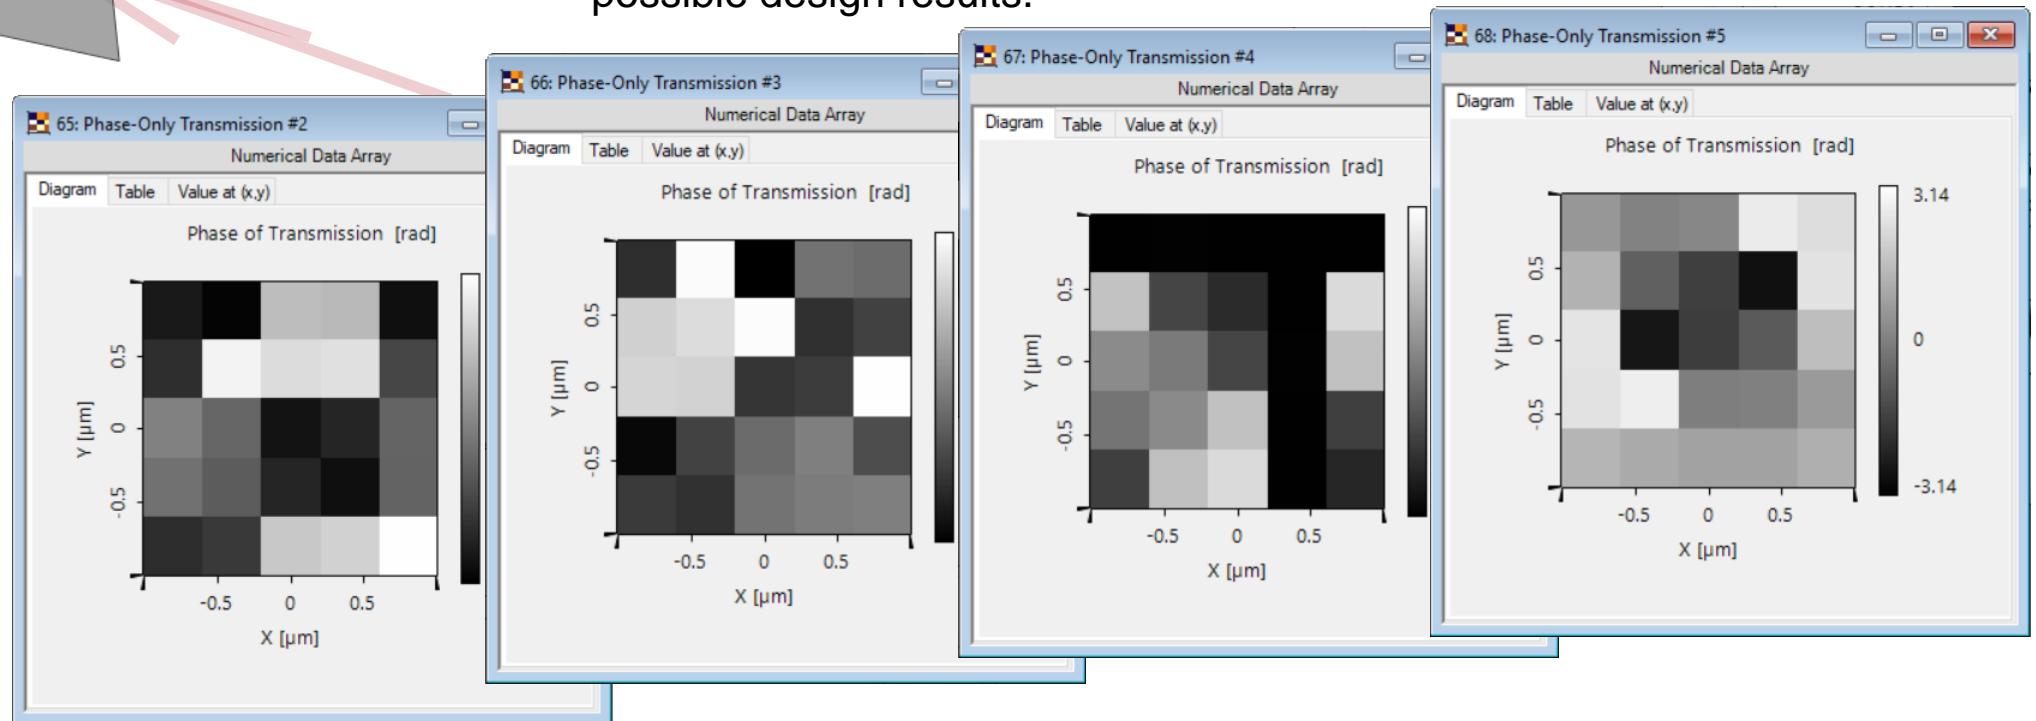 possible design results.
65: Phase-Only Transmission #2
Numerical Data Array
Diagram Table Value at (x,y)
Phase of Transmission [rad]
0.5
0
-0.5
Y [µm]
-0.5 0 0.5
X [µm]
66: Phase-Only Transmission #3
Numerical Data Array
Diagram Table Value at (x,y)
Phase of Transmission [rad]
0.5
0
-0.5
Y [µm]
-0.5 0 0.5
X [µm]
67: Phase-Only Transmission #4
Numerical Data Array
Diagram Table Value at (x,y)
Phase of Transmission [rad]
0.5
0
-0.5
Y [µm]
-0.5 0 0.5
X [µm]
68: Phase-Only Transmission #5
Numerical Data Array
Diagram Table Value at (x,y)
Phase of Transmission [rad]
3.14
0
-3.14
0.5
0
-0.5
Y [µm]
-0.5 0 0.5
X [µm]